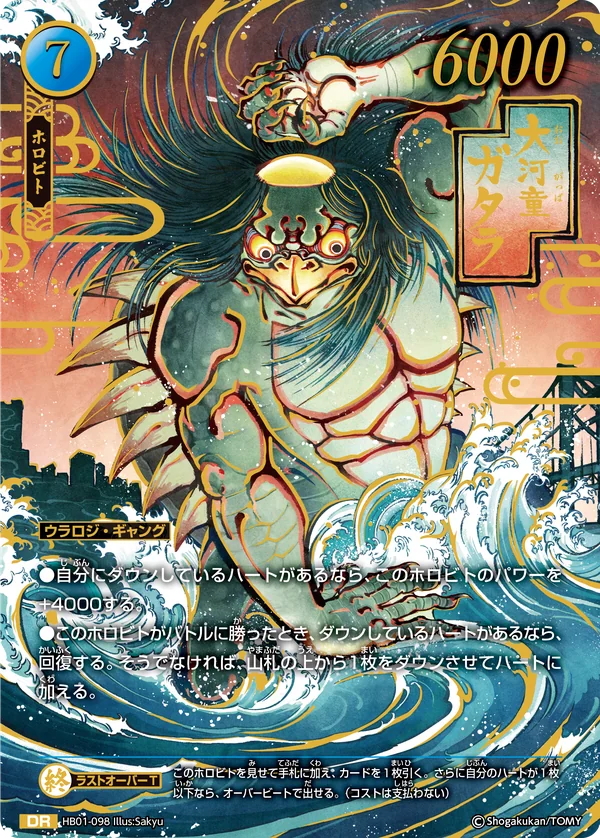 7
6000
ホロビト
大河童
おおがっぱ
ガタラ
ウラロジ・ギャング
●自分にダウンしているハートがあるなら、このホロビトのパワーを
+4000する。
●このホロビトがバトルに勝ったとき、ダウンしているハートがあるなら、
回復する。そうでなければ、山札の上から1枚をダウンさせてハートに
加える。
終 ラストオーバーT
このホロビトを見せて手札に加え、カードを1枚引く。さらに自分のハートが1枚
以下なら、オーバービートで出せる。(コストは支払わない)
DR HB01-098 Illus:Sakyu
©Shogakukan/TOMY